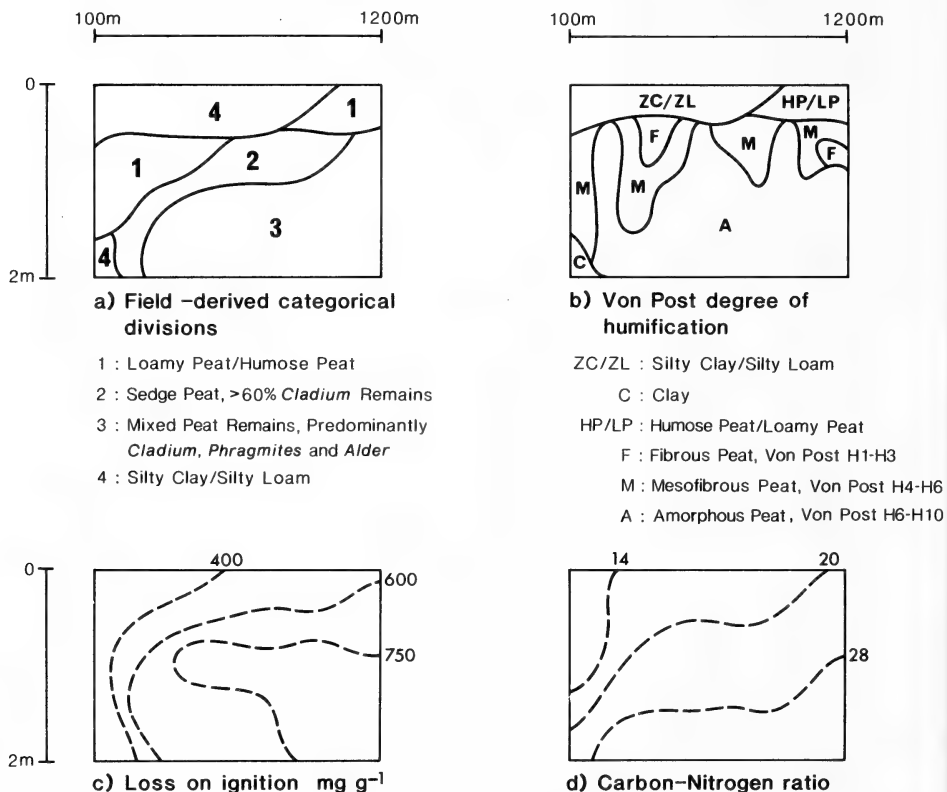 100m 1200m
100m 1200m
0
4
1
1
2
3
4
2m
ZC/ZL
HP/LP
F
M
M
F
M
M
A
C
a) Field -derived categorical
divisions
1 : Loamy Peat/Humose Peat
2 : Sedge Peat, >60% Cladium Remains
3 : Mixed Peat Remains, Predominantly
Cladium, Phragmites and Alder
4 : Silty Clay/Silty Loam
b) Von Post degree of
humification
ZC/ZL : Silty Clay/Silty Loam
C : Clay
HP/LP : Humose Peat/Loamy Peat
F : Fibrous Peat, Von Post H1-H3
M : Mesofibrous Peat, Von Post H4-H6
A : Amorphous Peat, Von Post H6-H10
0
400
600
750
2m
c) Loss on ignition mg g-1
14
20
28
d) Carbon-Nitrogen ratio